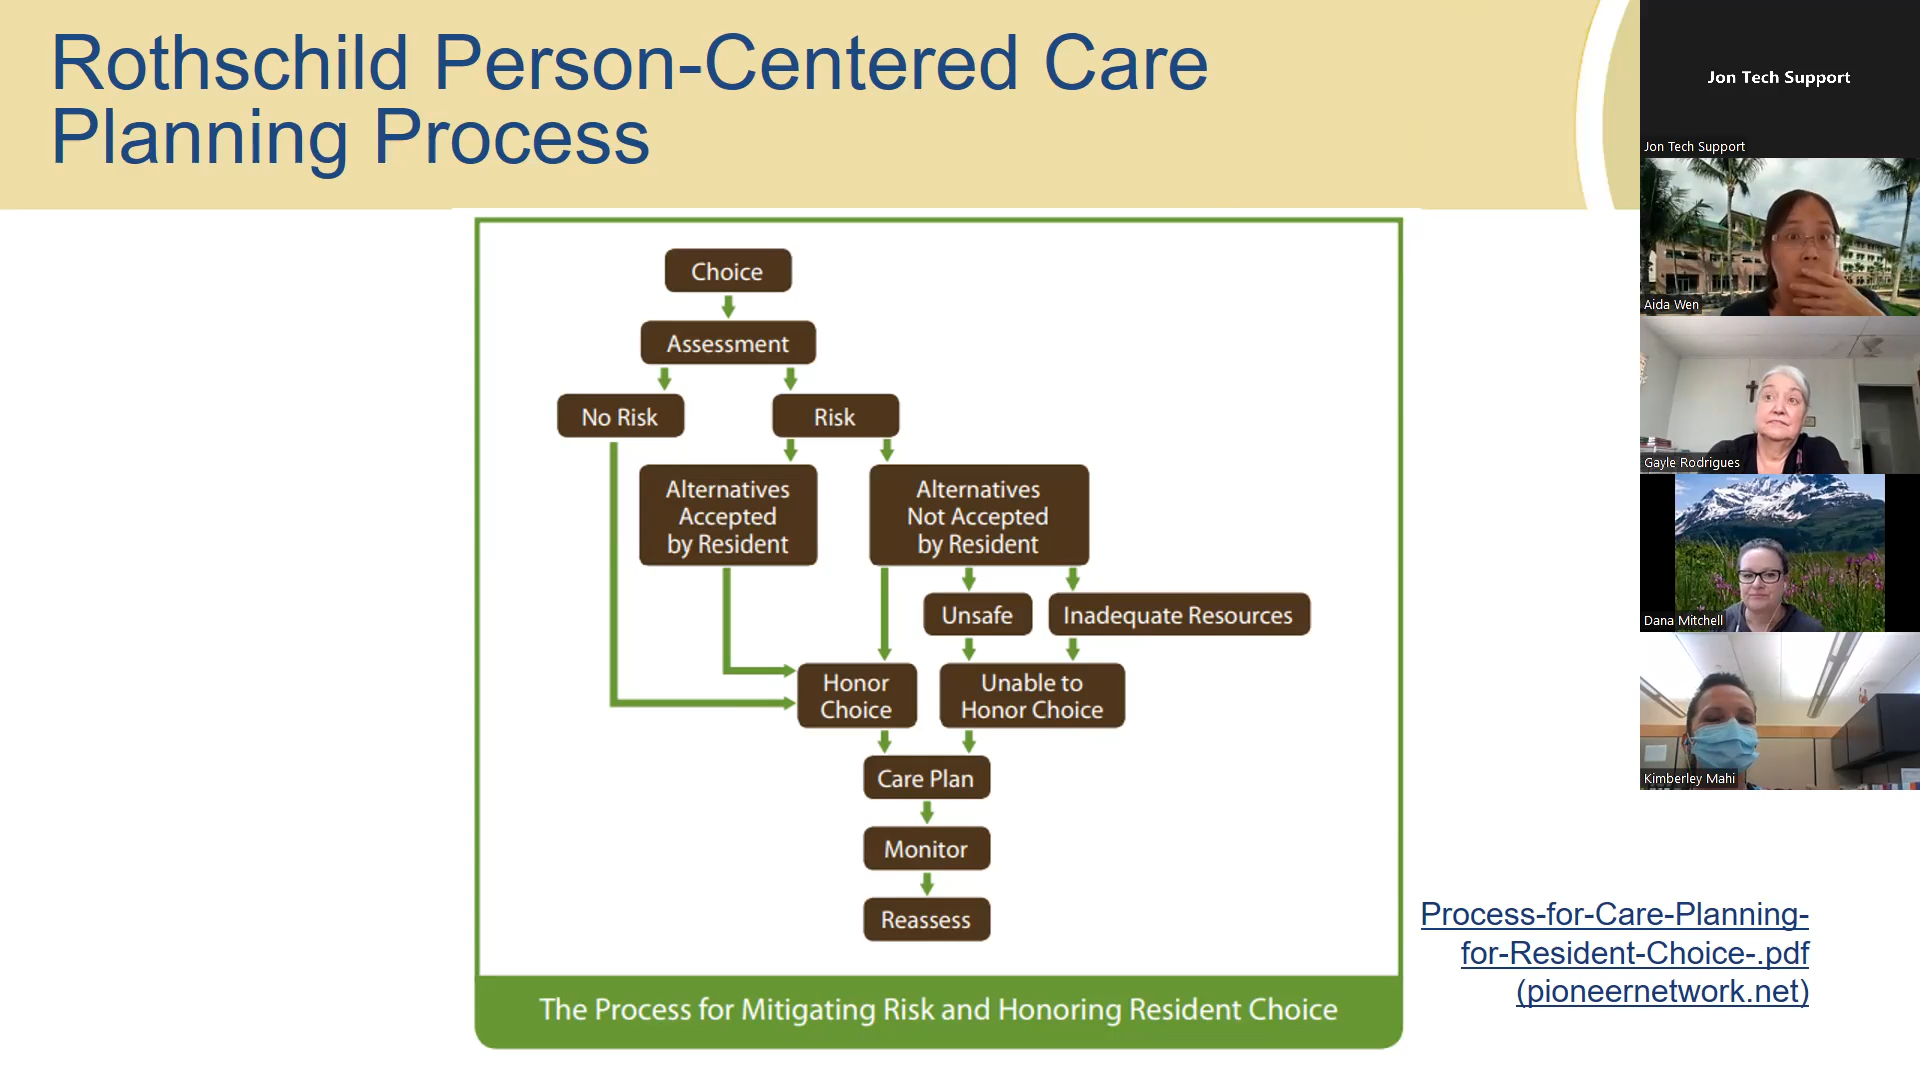 Rothschild Person-Centered Care
Planning Process
Choice
Assessment
No Risk
Risk
Alternatives
Accepted
by Resident
Alternatives
Not Accepted
by Resident
Unsafe
Inadequate Resources
Honor
Choice
Unable to
Honor Choice
Care Plan
Monitor
Reassess
The Process for Mitigating Risk and Honoring Resident Choice
Process-for-Care-Planning-
for-Resident-Choice-.pdf
(pioneernetwork.net)
Jon Tech Support
Jon Tech Support
Aida Wen
Gayle Rodrigues
Dana Mitchell
Kimberley Mahi